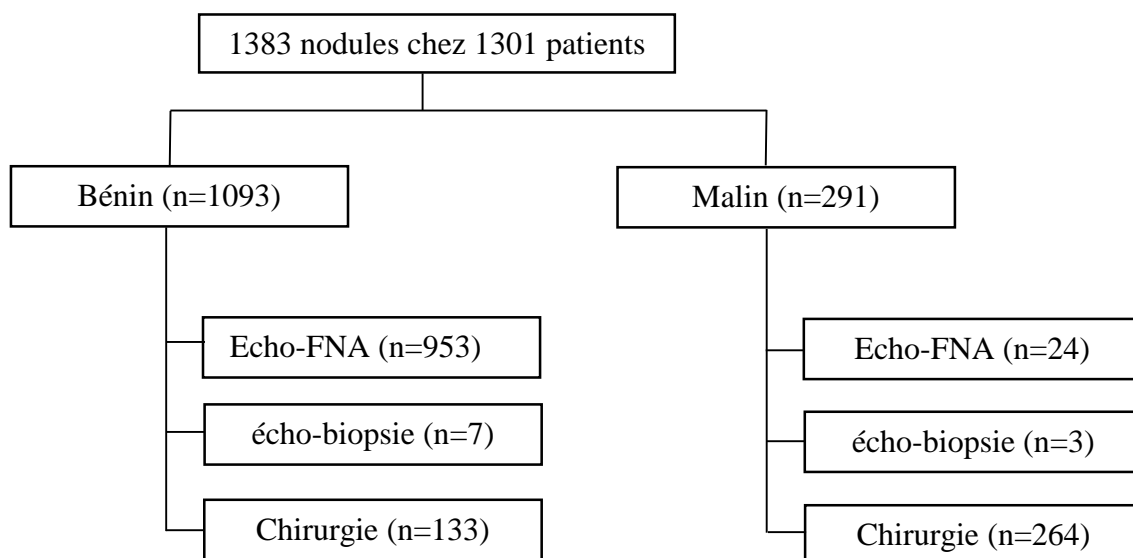 1383 nodules chez 1301 patients
Bénin (n=1093)
Malin (n=291)
Echo-FNA (n=953)
écho-biopsie (n=7)
Chirurgie (n=133)
Echo-FNA (n=24)
écho-biopsie (n=3)
Chirurgie (n=264)